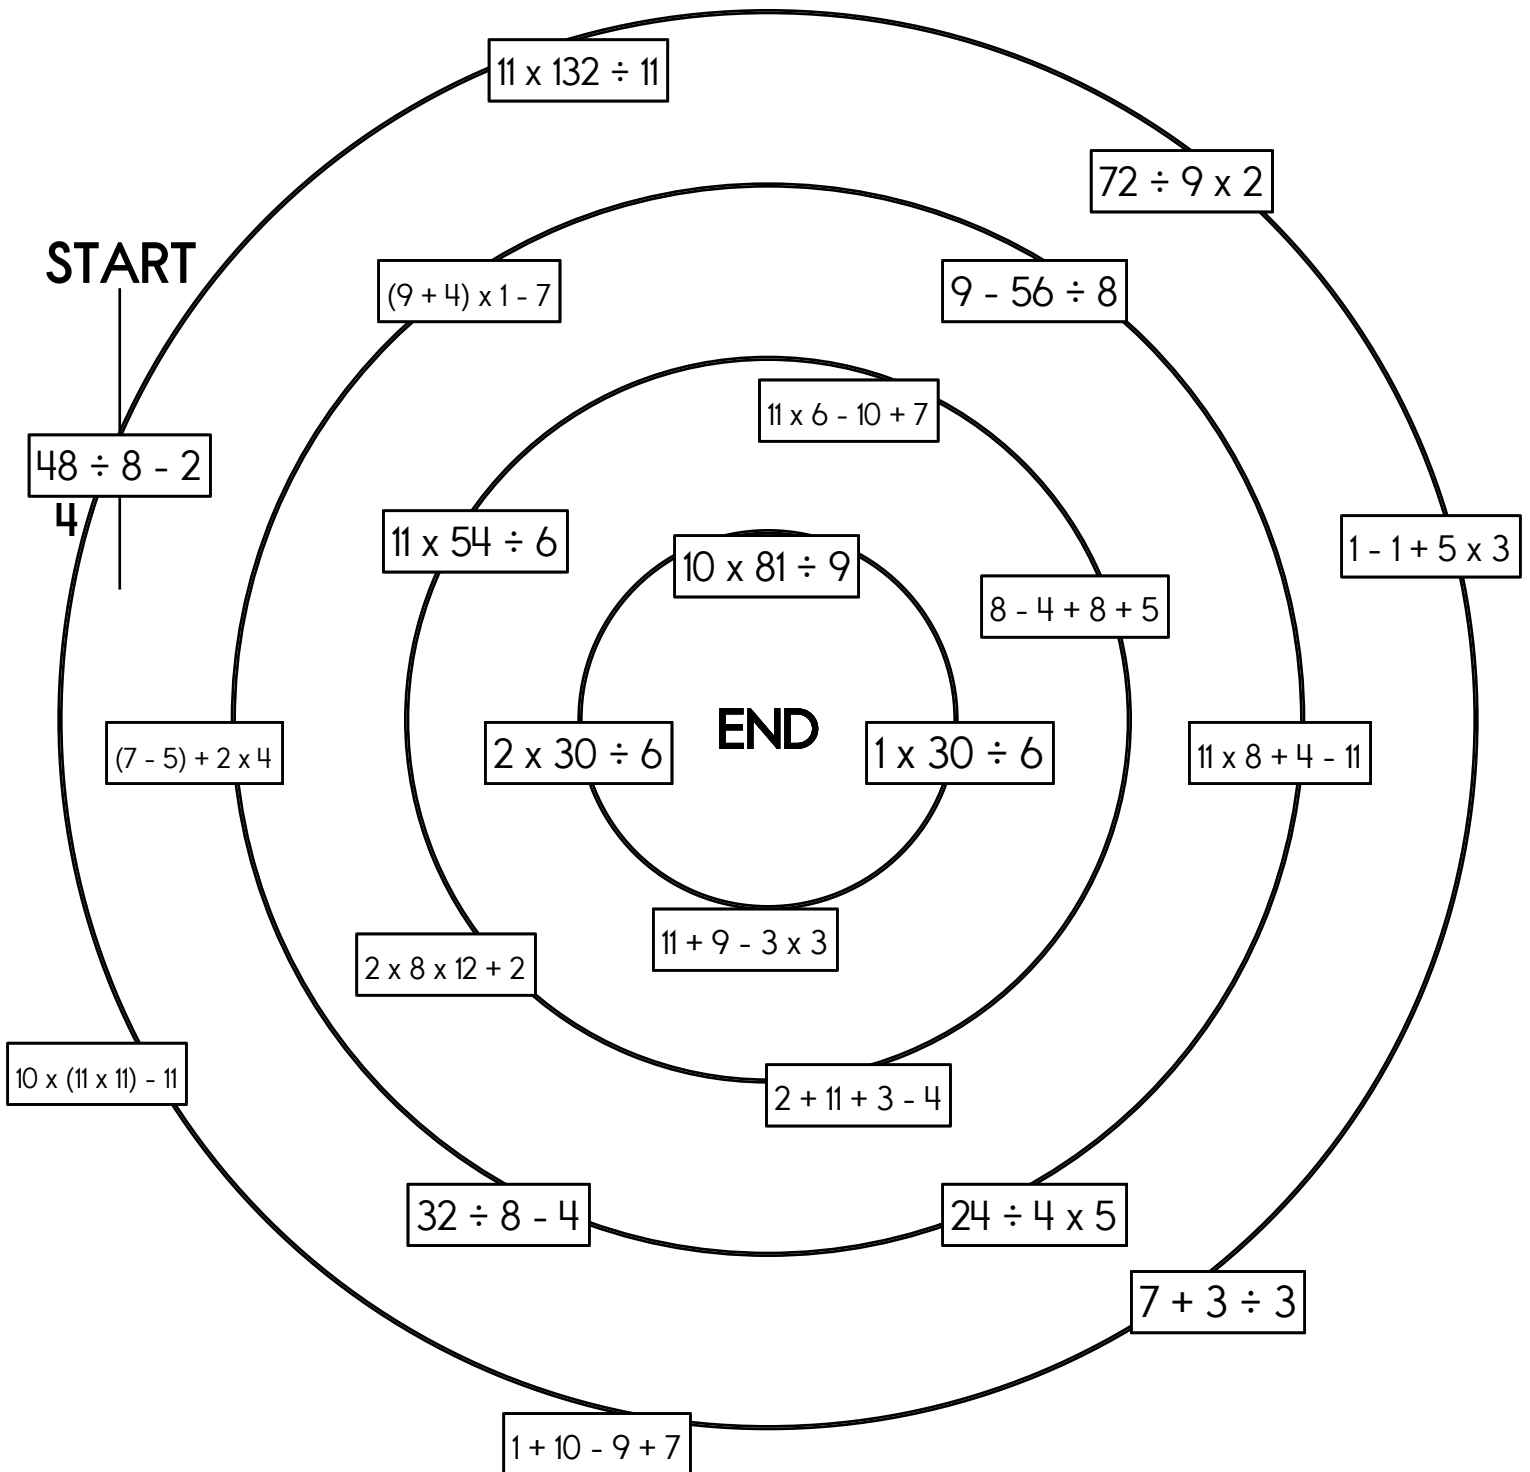 11 x 132 ÷ 11
72 ÷ 9 x 2
START
(9 + 4) x 1 - 7
9 - 56 ÷ 8
11 x 6 - 10 + 7
48 ÷ 8 - 2
4
11 x 54 ÷ 6
10 x 81 ÷ 9
1 - 1 + 5 x 3
8 - 4 + 8 + 5
END
(7 - 5) + 2 x 4
2 x 30 ÷ 6
1 x 30 ÷ 6
11 x 8 + 4 - 11
11 + 9 - 3 x 3
2 x 8 x 12 + 2
10 x (11 x 11) - 11
2 + 11 + 3 - 4
32 ÷ 8 - 4
24 ÷ 4 x 5
7 + 3 ÷ 3
1 + 10 - 9 + 7